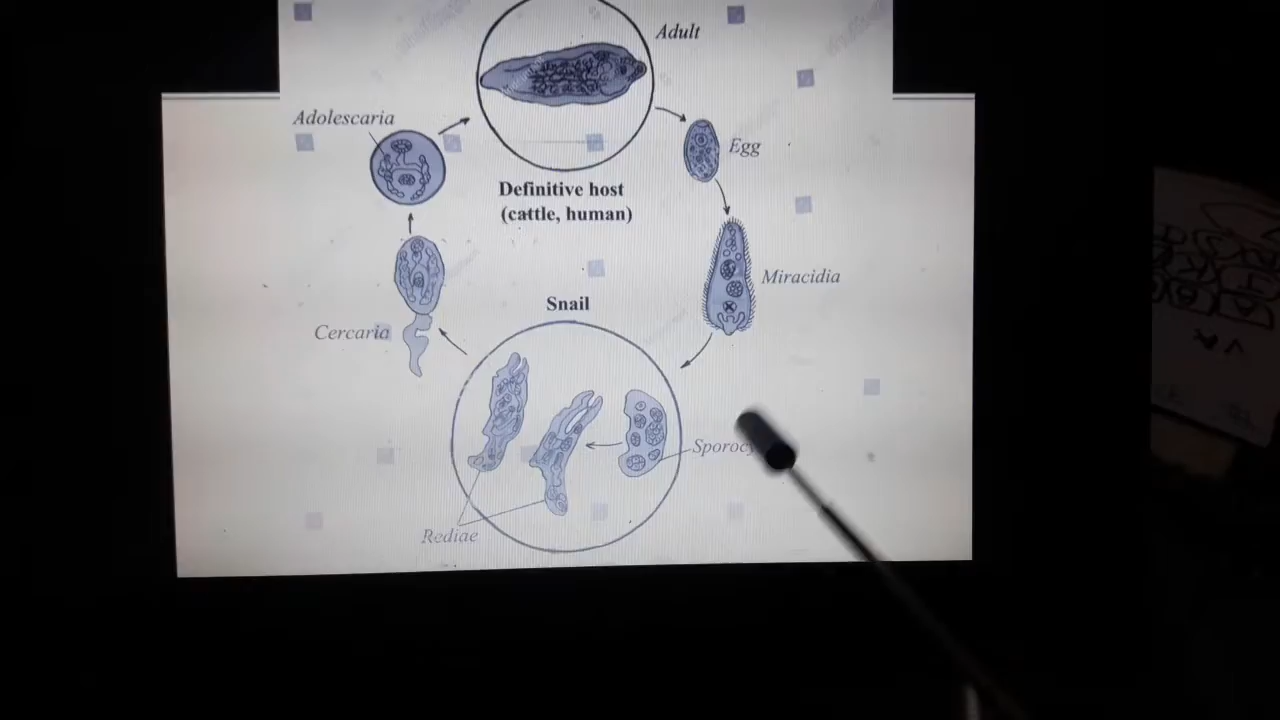 Adult
Adolescaria
Egg
Definitive host
(cattle, human)
Miracidia
Snail
Cercaria
Rediae